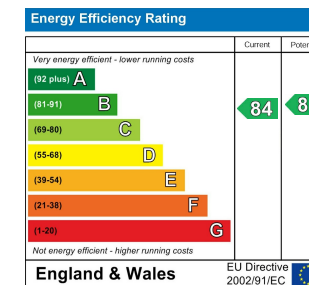 Energy Efficiency Rating
Current
Very energy efficient - lower running costs
(92 plus) A
(81-91) B
84
(69-80) C
(55-68) D
(39-54) E
(21-38) F
(1-20) G
Not energy efficient - higher running costs
England & Wales
EU Directive
2002/91/EC